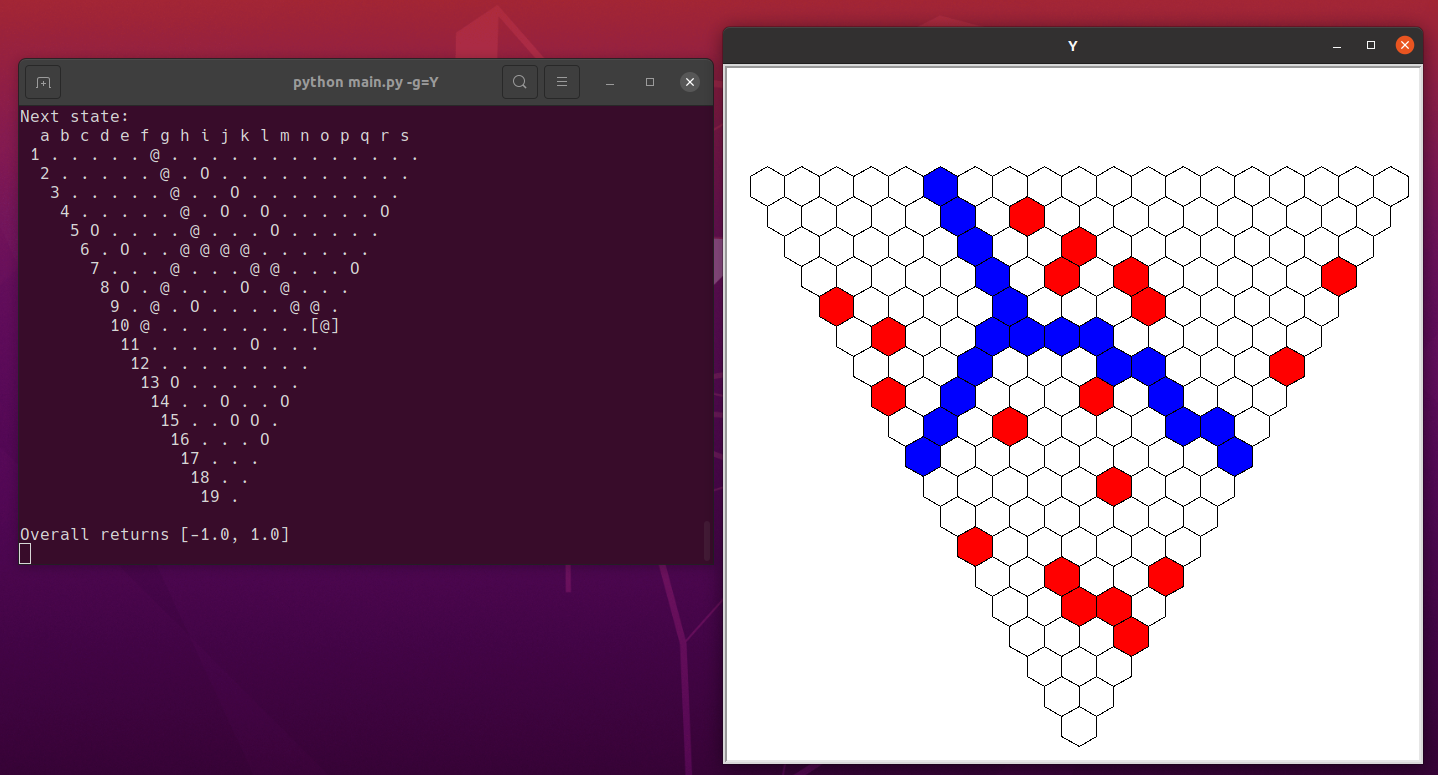 python main.py -g=Y
Next state:
  a b c d e f g h i j k l m n o p q r s
 1 . . . . . @ . . . . . . . . . . . . .
  2 . . . . . @ . O . . . . . . . . . .
   3 . . . . . @ . . O . . . . . . . .
    4 . . . . . @ . O . O . . . . . O
     5 O . . . . @ . . . O . . . . .
      6 . O . . @ @ @ @ . . . . . .
       7 . . . @ . . . @ @ . . . O
        8 O . @ . . . O . @ . . .
         9 . @ . O . . . . @ @ .
         10 @ . . . . . . . .[@]
          11 . . . . . O . . .
           12 . . . . . . . .
            13 O . . . . . .
             14 . . O . . O
              15 . . O O .
               16 . . . O
                17 . . .
                 18 . .
                  19 .
Overall returns [-1.0, 1.0]
Y